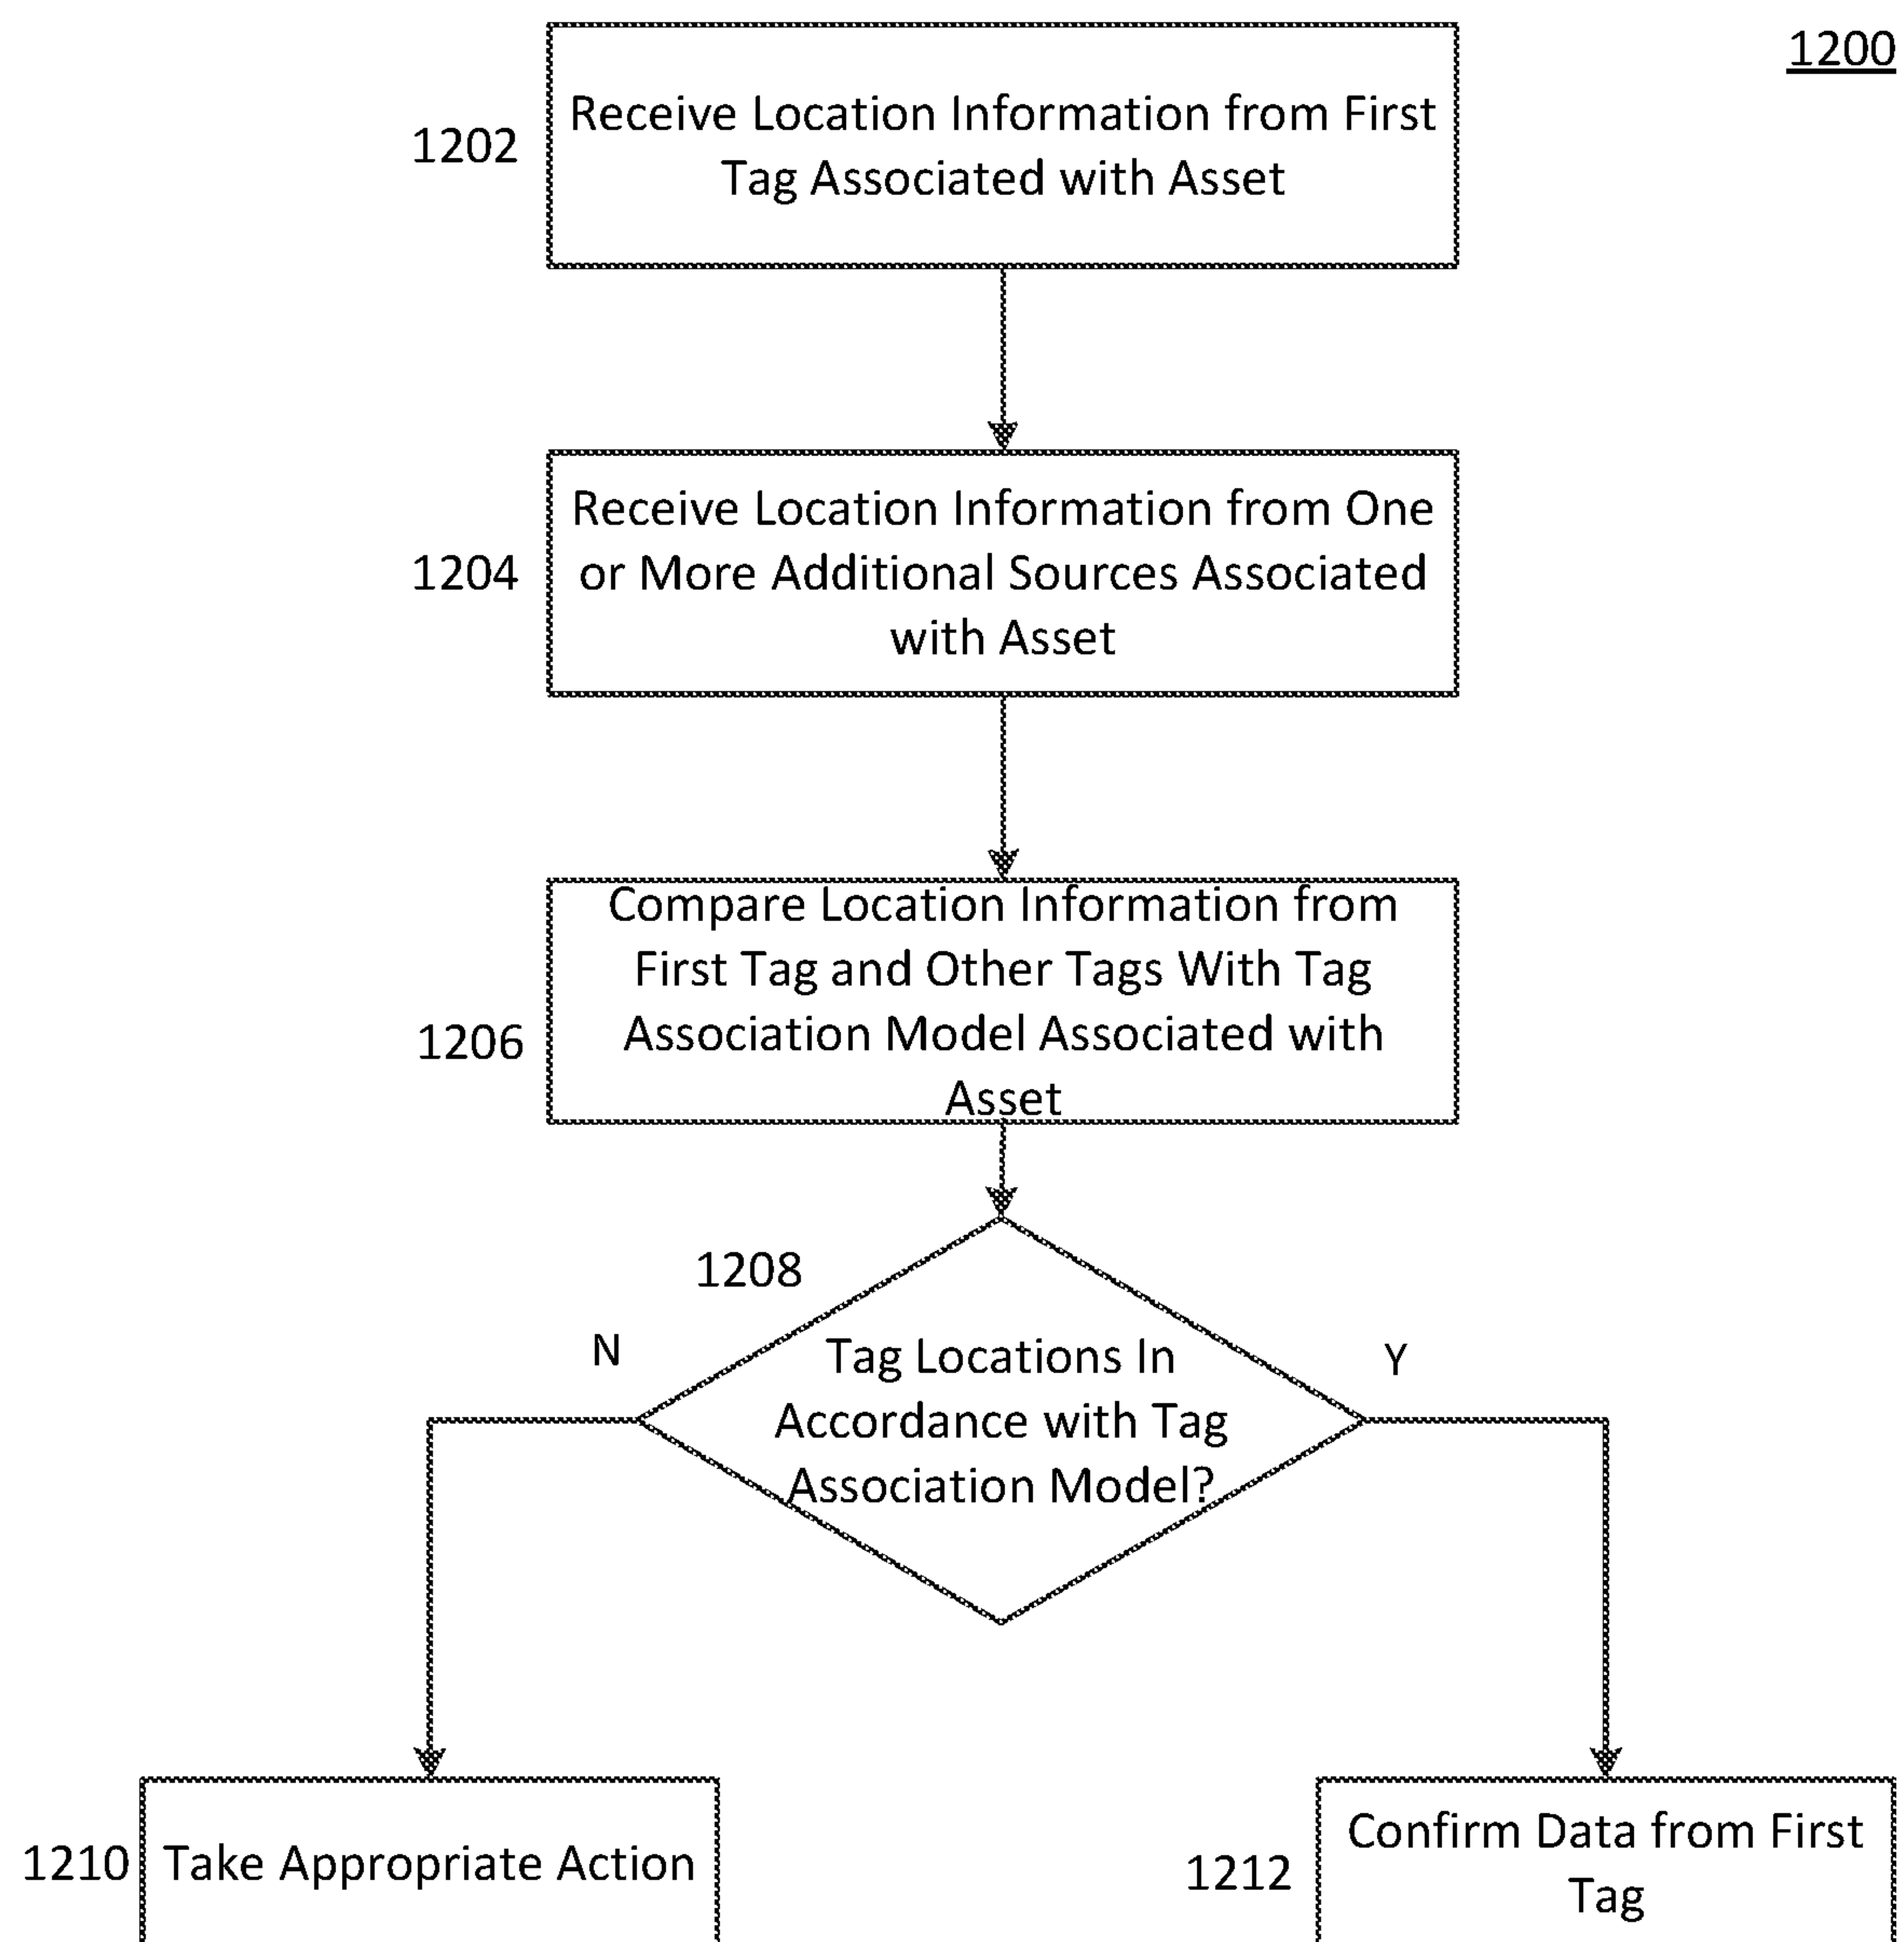 1200
Receive Location Information from First
Tag Associated with Asset
1202
Receive Location Information from One
or More Additional Sources Associated
with Asset
1204
Compare Location Information from
First Tag and Other Tags With Tag
Association Model Associated with
Asset
1206
1208
N
Y
Tag Locations In
Accordance with Tag
Association Model?
1210
Take Appropriate Action
1212
Confirm Data from First
Tag